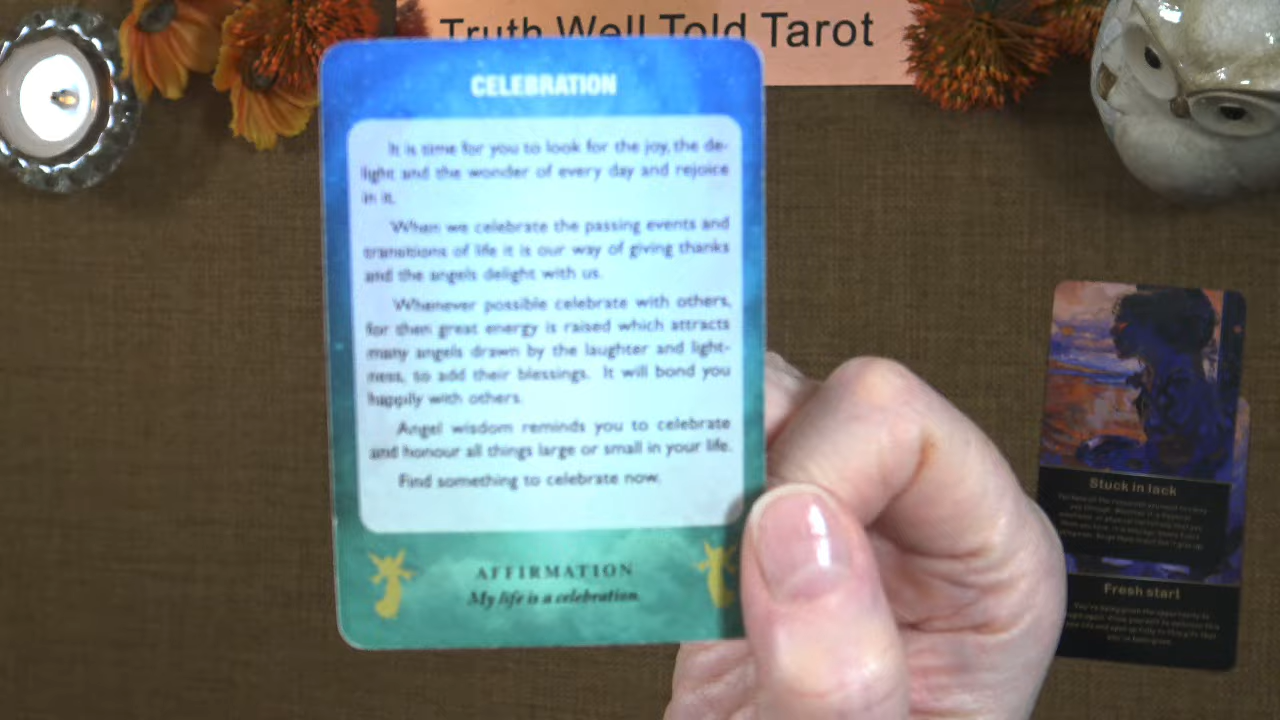 Truth Well Told Tarot
CELEBRATION
It is time for you to look for the joy, the de-
light and the wonder of every day and rejoice
in it.
When we celebrate the passing events and
transitions of life it is our way of giving thanks
and the angels delight with us.
Whenever possible celebrate with others,
for then great energy is raised which attracts
many angels drawn by the laughter and light-
ness, to add their blessings. It will bond you
happily with others.
Angel wisdom reminds you to celebrate
and honour all things large or small in your life.
Find something to celebrate now.
AFFIRMATION
My life is a celebration.
Stuck in lack
Fresh start